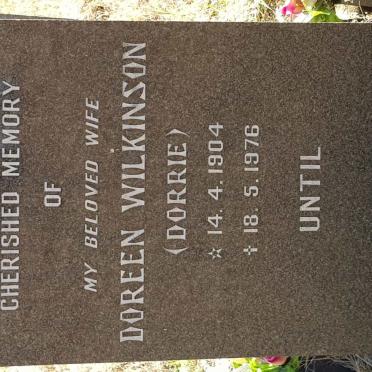 CHERISHED MEMORY
OF
MY BELOVED WIFE
DOREEN WILKINSON
(DORRIE)
☆ 14. 4. 1904
✝ 18. 5. 1976
UNTIL